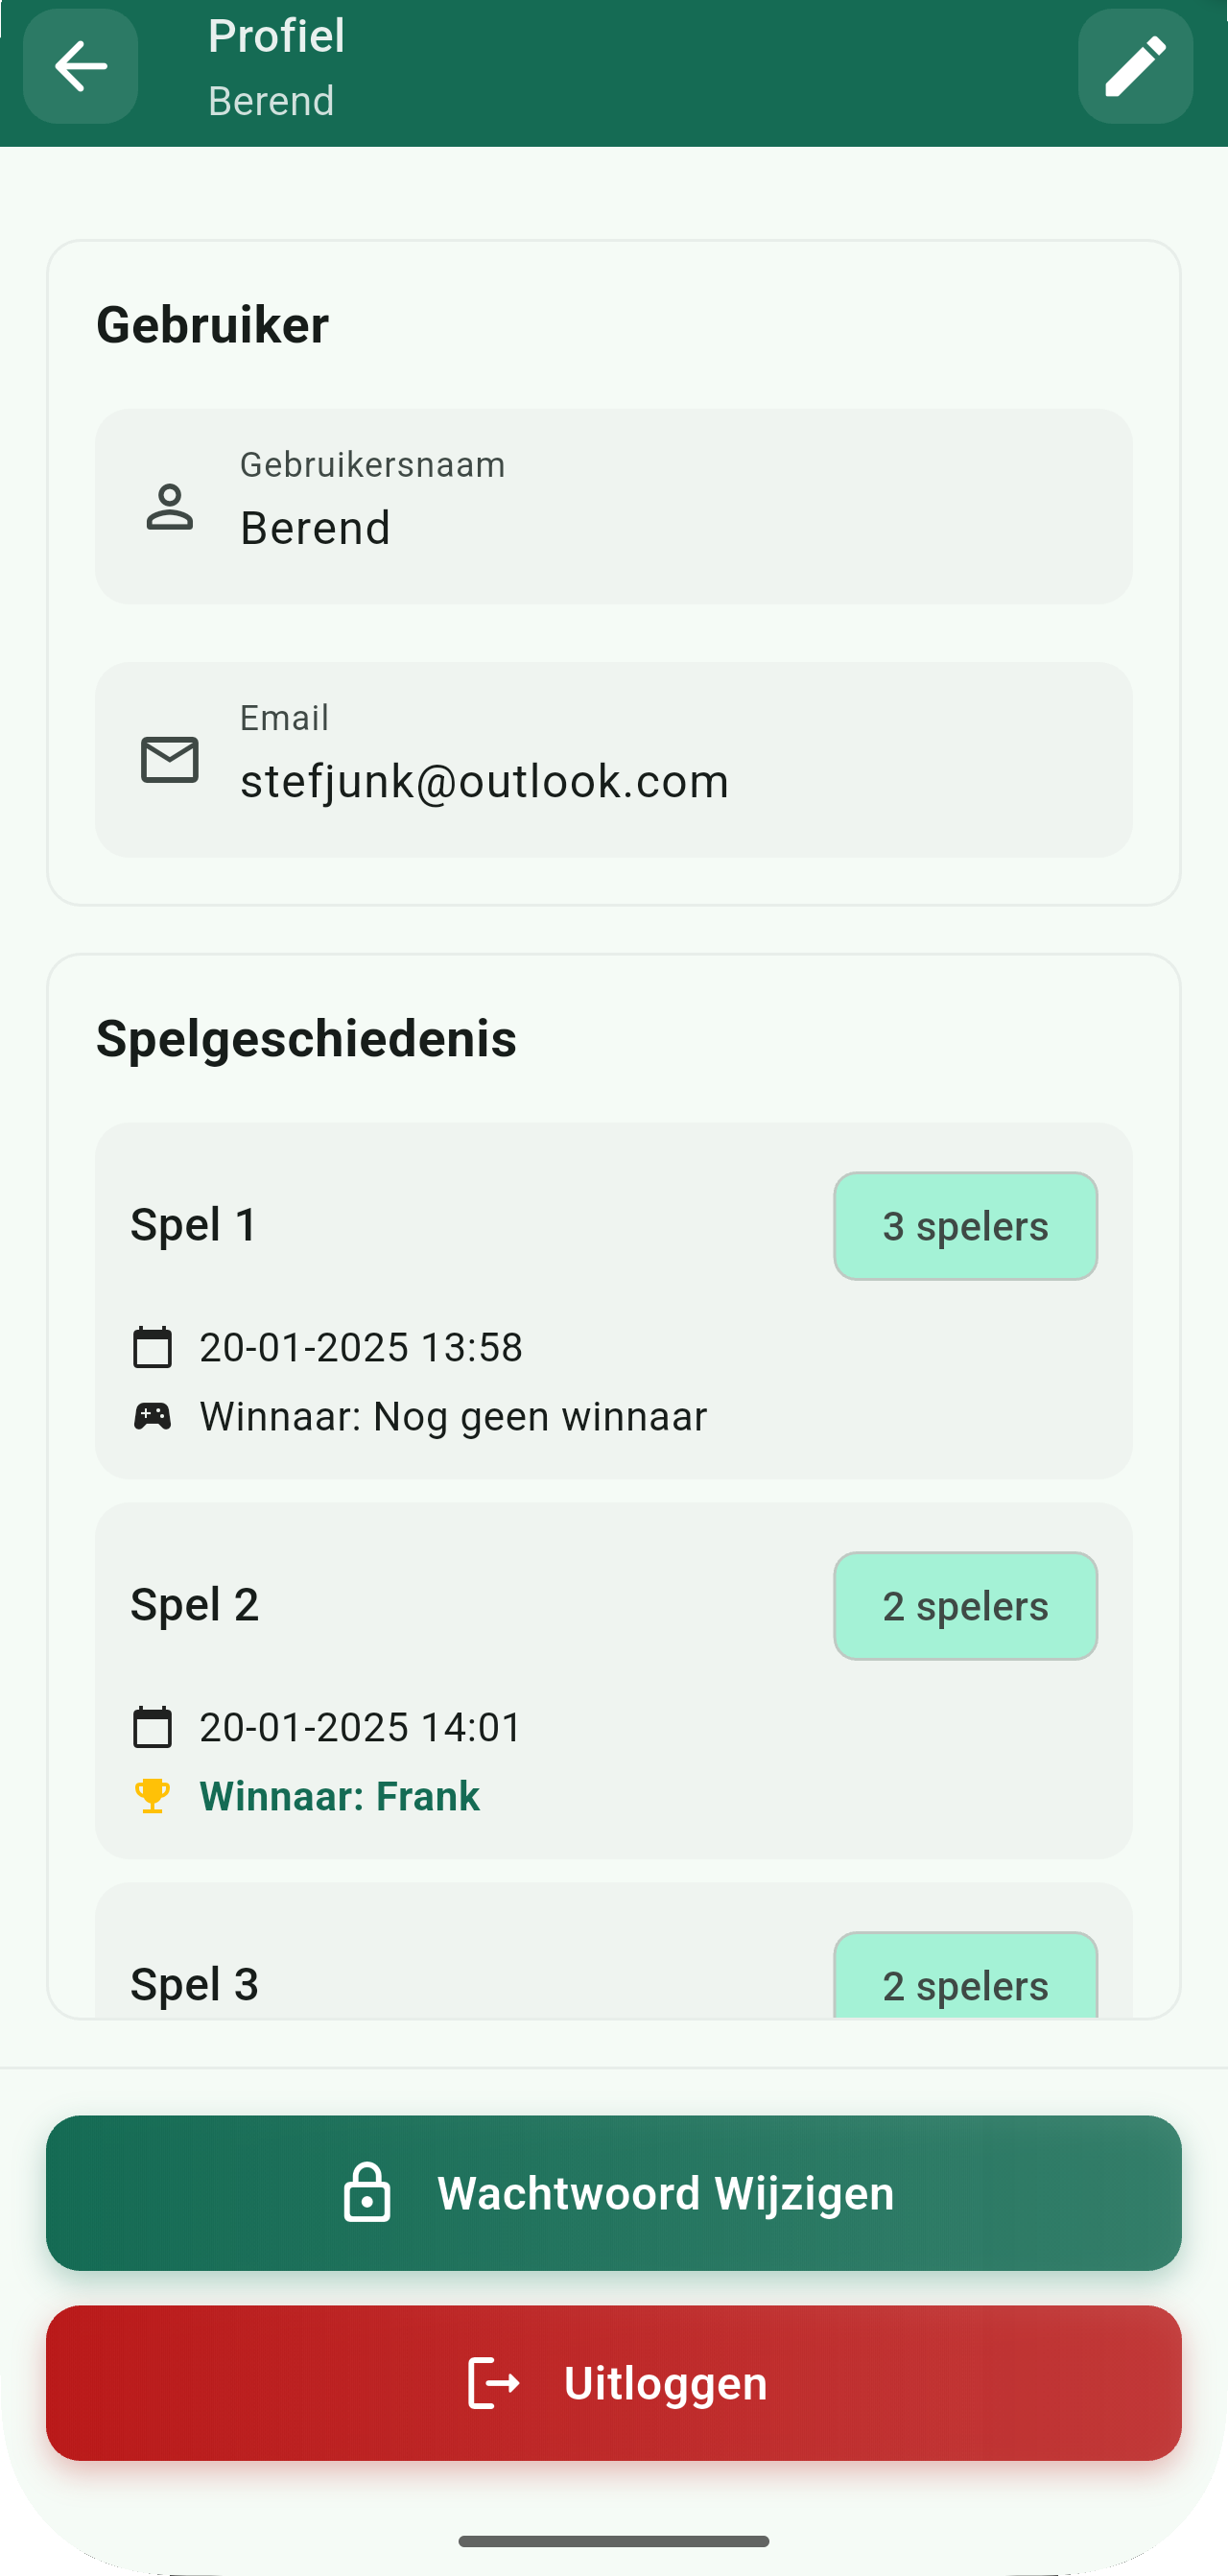 Profiel
Berend
Gebruiker
Gebruikersnaam
Berend
Email
stefjunk@outlook.com
Spelgeschiedenis
Spel 1
3 spelers
20-01-2025 13:58
Winnaar: Nog geen winnaar
Spel 2
2 spelers
20-01-2025 14:01
Winnaar: Frank
Spel 3
2 spelers
Wachtwoord Wijzigen
Uitloggen